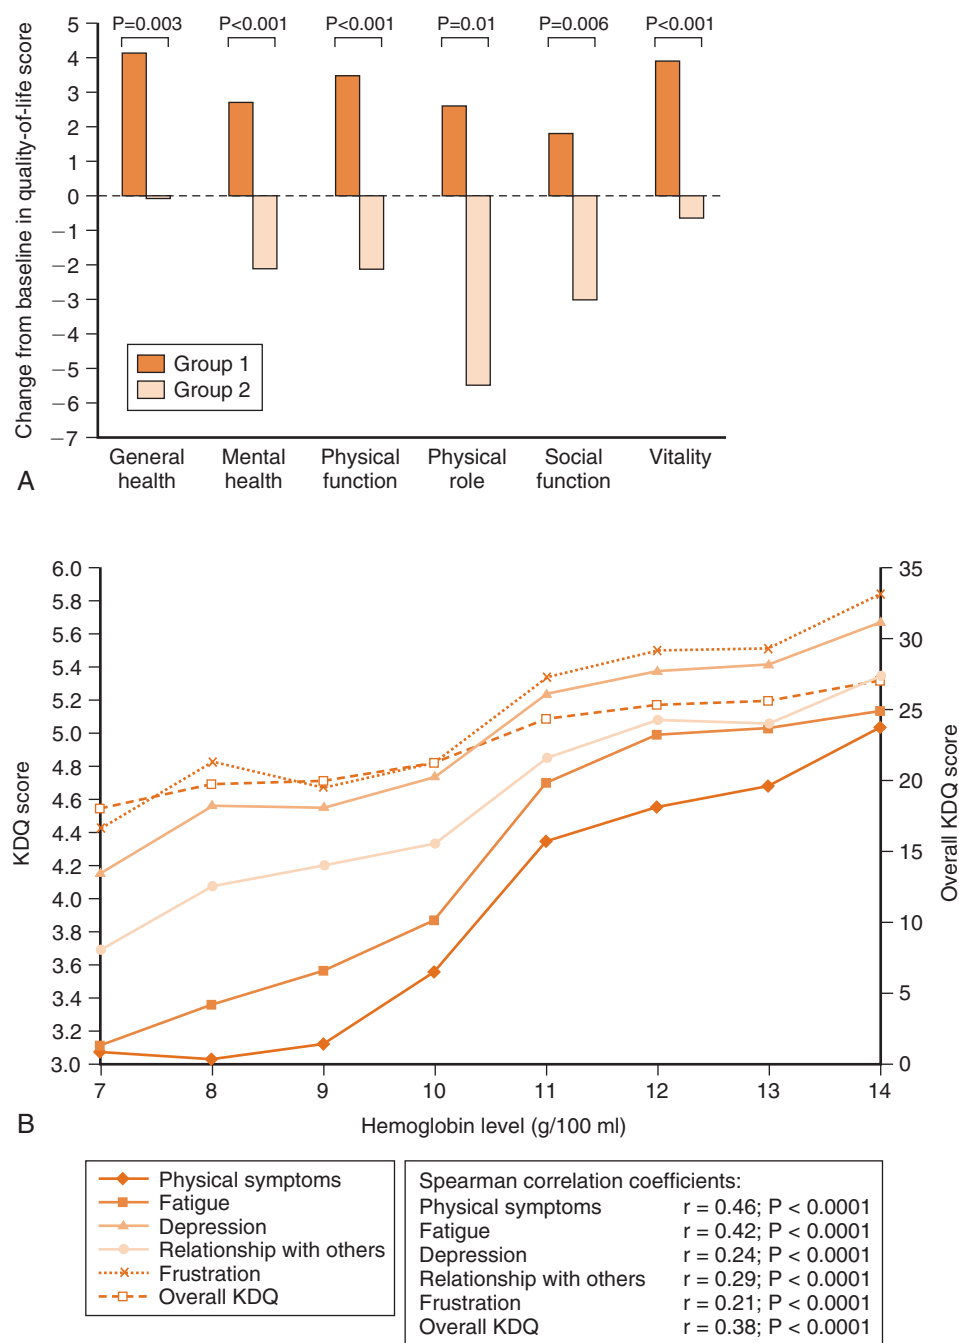 P=0.003 P<0.001 P<0.001 P=0.01 P=0.006 P<0.001
Change from baseline in quality-of-life score
5
4
3
2
1
0
−1
−2
−3
−4
−5
−6
−7
Group 1
Group 2
General health
Mental health
Physical function
Physical role
Social function
Vitality
A
KDQ score
6.0
5.8
5.6
5.4
5.2
5.0
4.8
4.6
4.4
4.2
4.0
3.8
3.6
3.4
3.2
3.0
35
30
25
20
15
10
5
0
Overall KDQ score
7 8 9 10 11 12 13 14
Hemoglobin level (g/100 ml)
B
Physical symptoms
Fatigue
Depression
Relationship with others
Frustration
Overall KDQ
Spearman correlation coefficients:
Physical symptoms r = 0.46; P < 0.0001
Fatigue r = 0.42; P < 0.0001
Depression r = 0.24; P < 0.0001
Relationship with others r = 0.29; P < 0.0001
Frustration r = 0.21; P < 0.0001
Overall KDQ r = 0.38; P < 0.0001